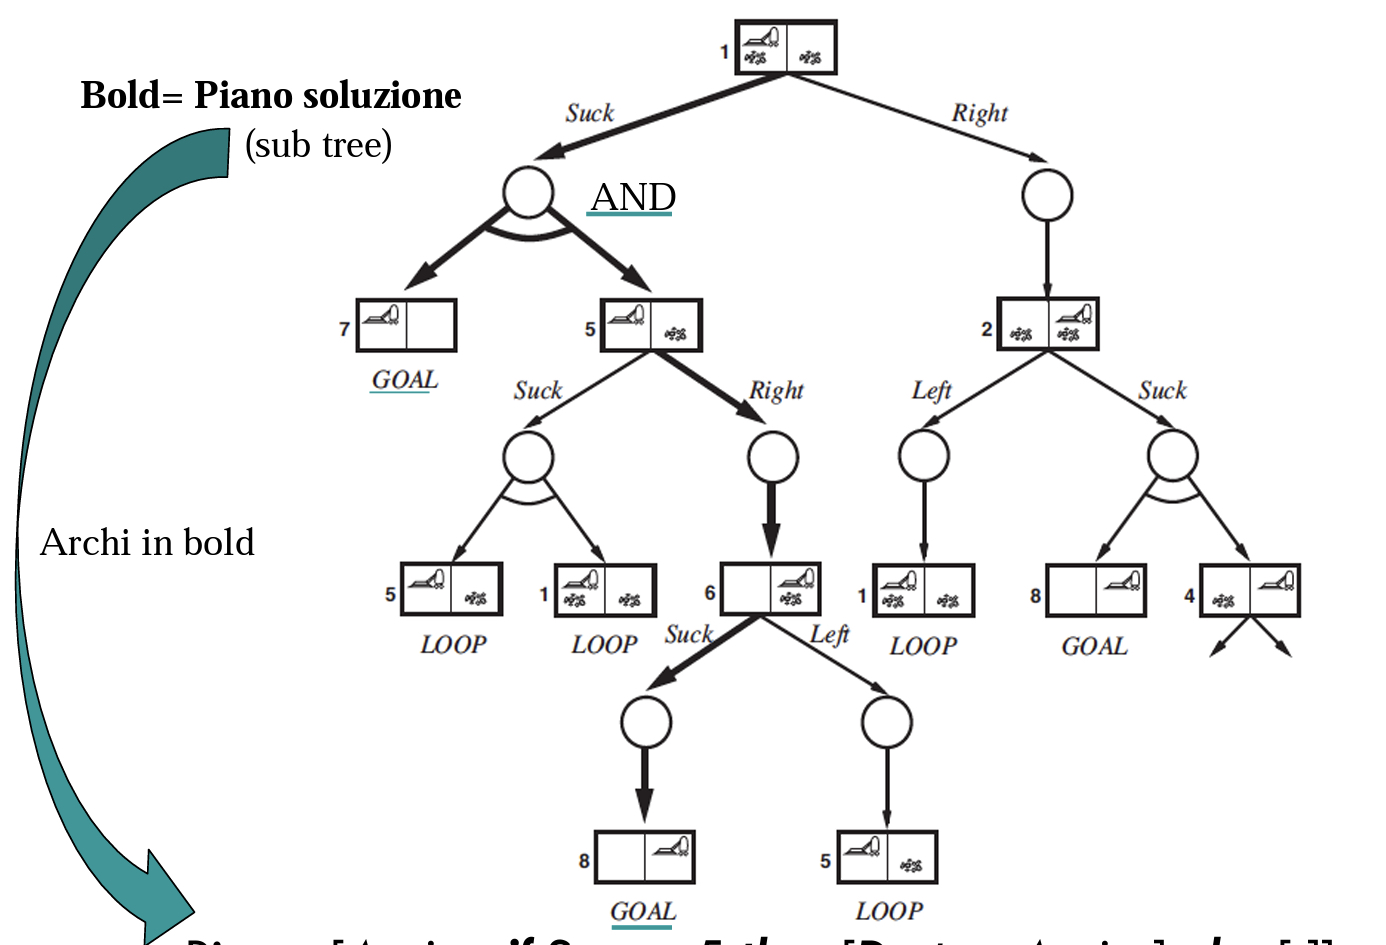 1
Bold= Piano soluzione
Suck
Right
(sub tree)
AND
7
5
2
GOAL
Suck
Right
Left
Suck
Archi in bold
5
1
6
1
8
4
LOOP
LOOP
Suck
Left
LOOP
GOAL
8
5
GOAL
LOOP